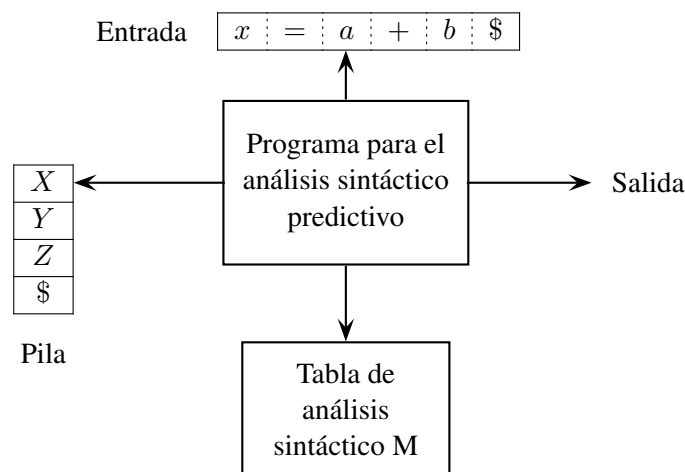 Entrada x = a + b $
Programa para el
análisis sintáctico
predictivo
X
Y
Z
$
Pila
Salida
Tabla de
análisis
sintáctico M